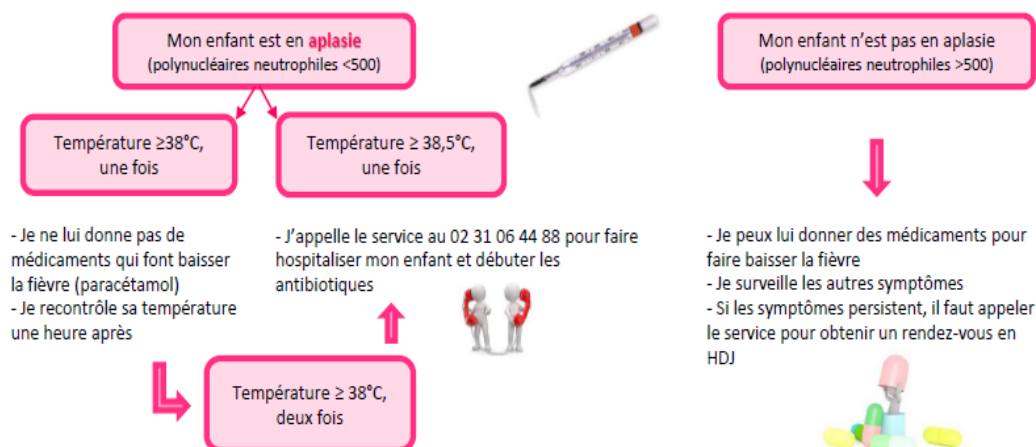 Mon enfant est en aplasie
(polynucléaires neutrophiles <500)
Température ≥38°C,
une fois
Température ≥ 38,5°C,
une fois
- Je ne lui donne pas de
médicaments qui font baisser
la fièvre (paracétamol)
- Je recontrôle sa température
une heure après
- J'appelle le service au 02 31 06 44 88 pour faire
hospitaliser mon enfant et débuter les
antibiotiques
Température ≥ 38°C,
deux fois
Mon enfant n'est pas en aplasie
(polynucléaires neutrophiles >500)
- Je peux lui donner des médicaments pour
faire baisser la fièvre
- Je surveille les autres symptômes
- Si les symptômes persistent, il faut appeler
le service pour obtenir un rendez-vous en
HDJ